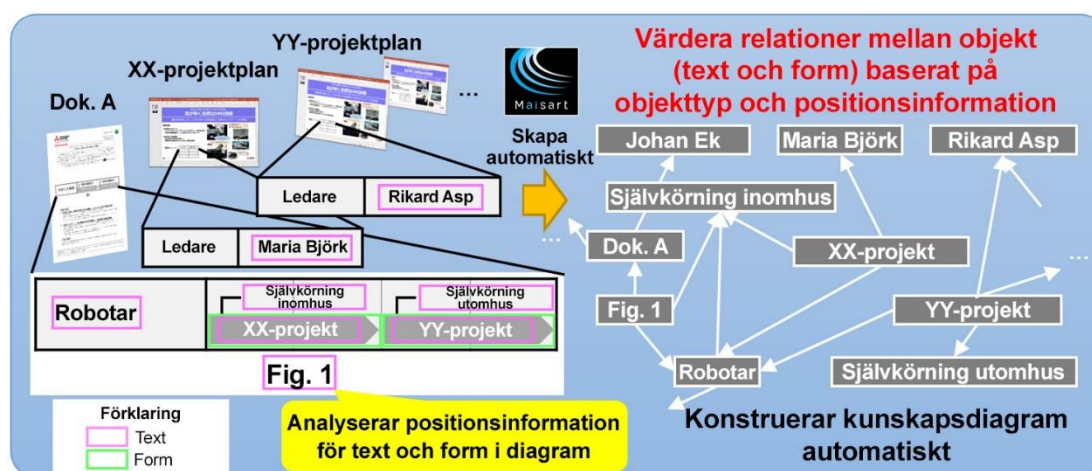 Dok. A
XX-projektplan
YY-projektplan
...
Maisart
Skapa
automatiskt
Ledare
Rikard Asp
Ledare
Maria Björk
Robotar
Självkörning
inomhus
Självkörning
utomhus
XX-projekt
YY-projekt
Fig. 1
Förklaring
Text
Form
Analyserar positionsinformation
för text och form i diagram
Värdera relationer mellan objekt
(text och form) baserat på
objekttyp och positionsinformation
Johan Ek
Maria Björk
Rikard Asp
Självkörning inomhus
...
Dok. A
XX-projekt
...
Fig. 1
YY-projekt
Robotar
Självkörning utomhus
Konstruerar kunskapsdiagram
automatiskt